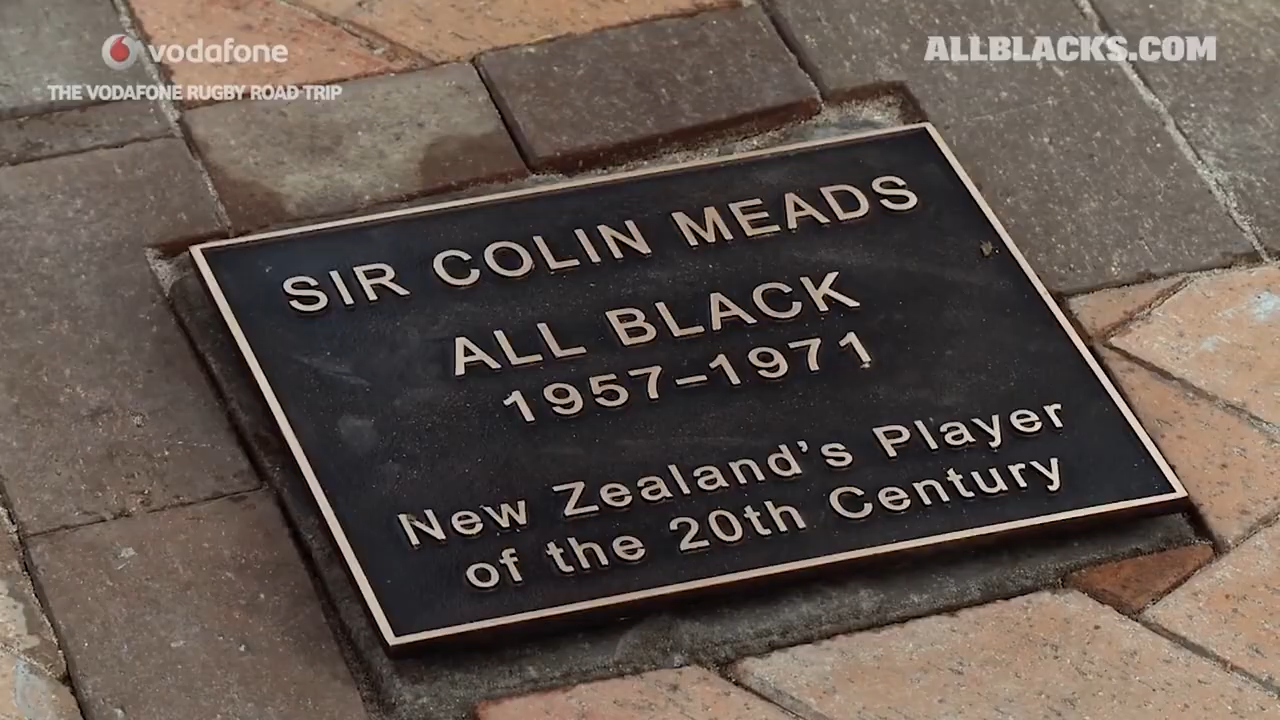 vodafone
THE VODAFONE RUGBY ROAD TRIP
ALLBLACKS.COM
SIR COLIN MEADS
ALL BLACK
1957–1971
New Zealand's Player
of the 20th Century